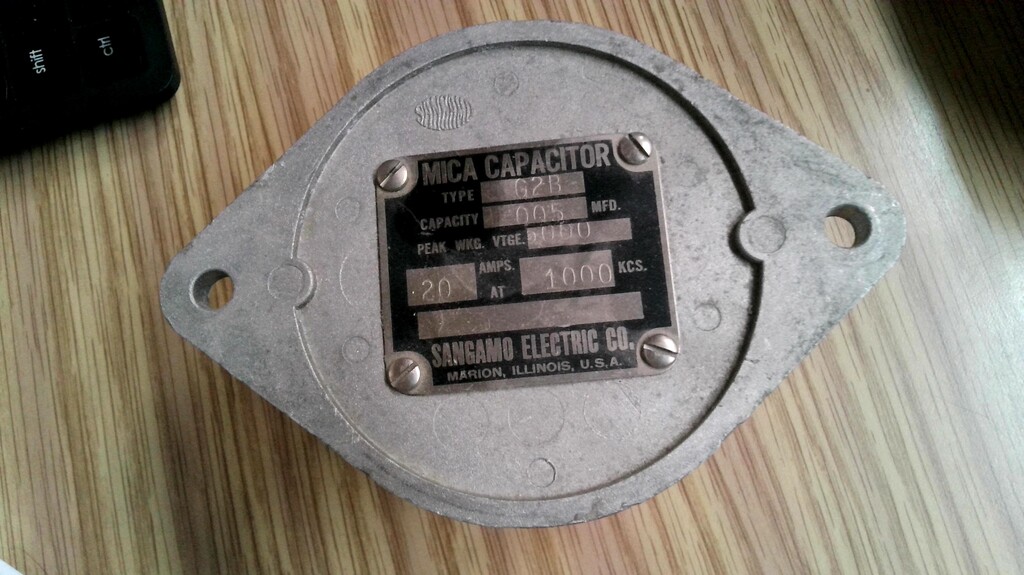 shift
ctrl
SANGAMO
MICA CAPACITOR
TYPE G2B
CAPACITY .005 MFD.
PEAK WKG. VTGE. 5000
20 AMPS. AT 1000 KCS.
SANGAMO ELECTRIC CO.
MARION, ILLINOIS, U.S.A.